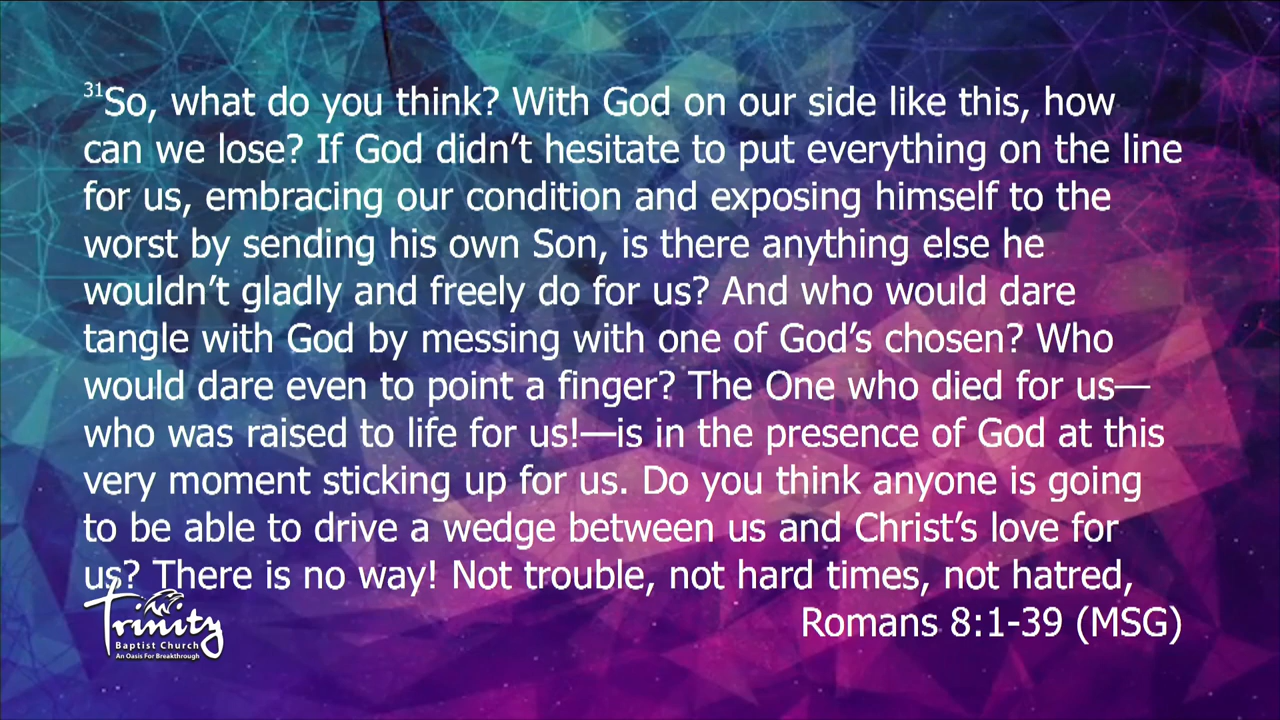 31So, what do you think? With God on our side like this, how
can we lose? If God didn’t hesitate to put everything on the line
for us, embracing our condition and exposing himself to the
worst by sending his own Son, is there anything else he
wouldn’t gladly and freely do for us? And who would dare
tangle with God by messing with one of God’s chosen? Who
would dare even to point a finger? The One who died for us—
who was raised to life for us!—is in the presence of God at this
very moment sticking up for us. Do you think anyone is going
to be able to drive a wedge between us and Christ’s love for
us? There is no way! Not trouble, not hard times, not hatred,
Romans 8:1-39 (MSG)
Trinity
Baptist Church
An Oasis For Breakthrough